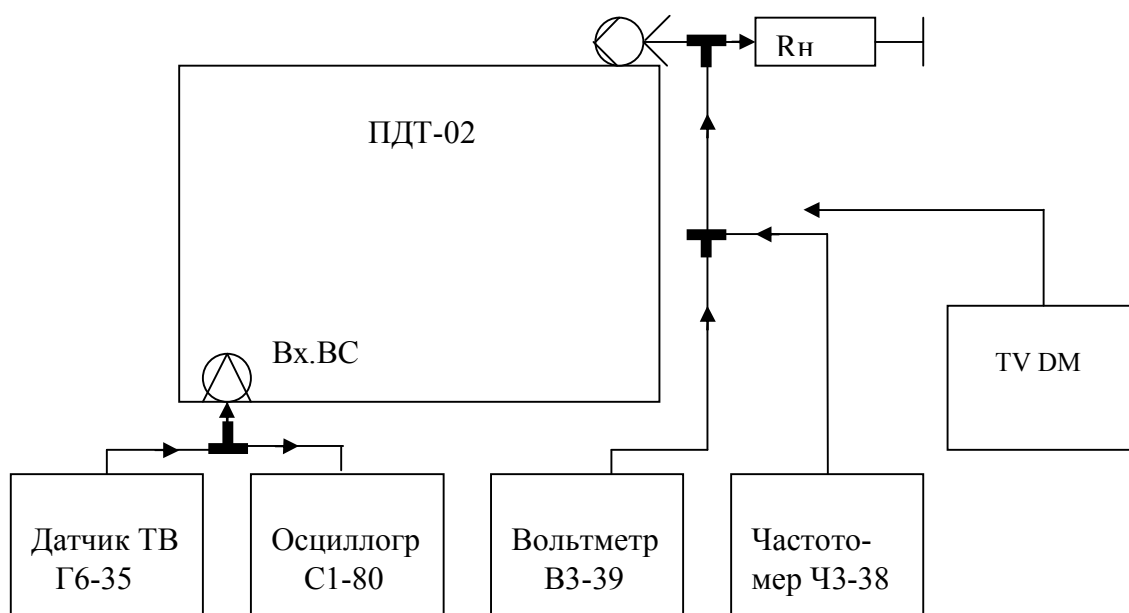 Rн
ПДТ-02
Вх.ВС
TV DM
Датчик ТВ
Г6-35
Осциллогр
С1-80
Вольтметр
В3-39
Частото-
мер Ч3-38